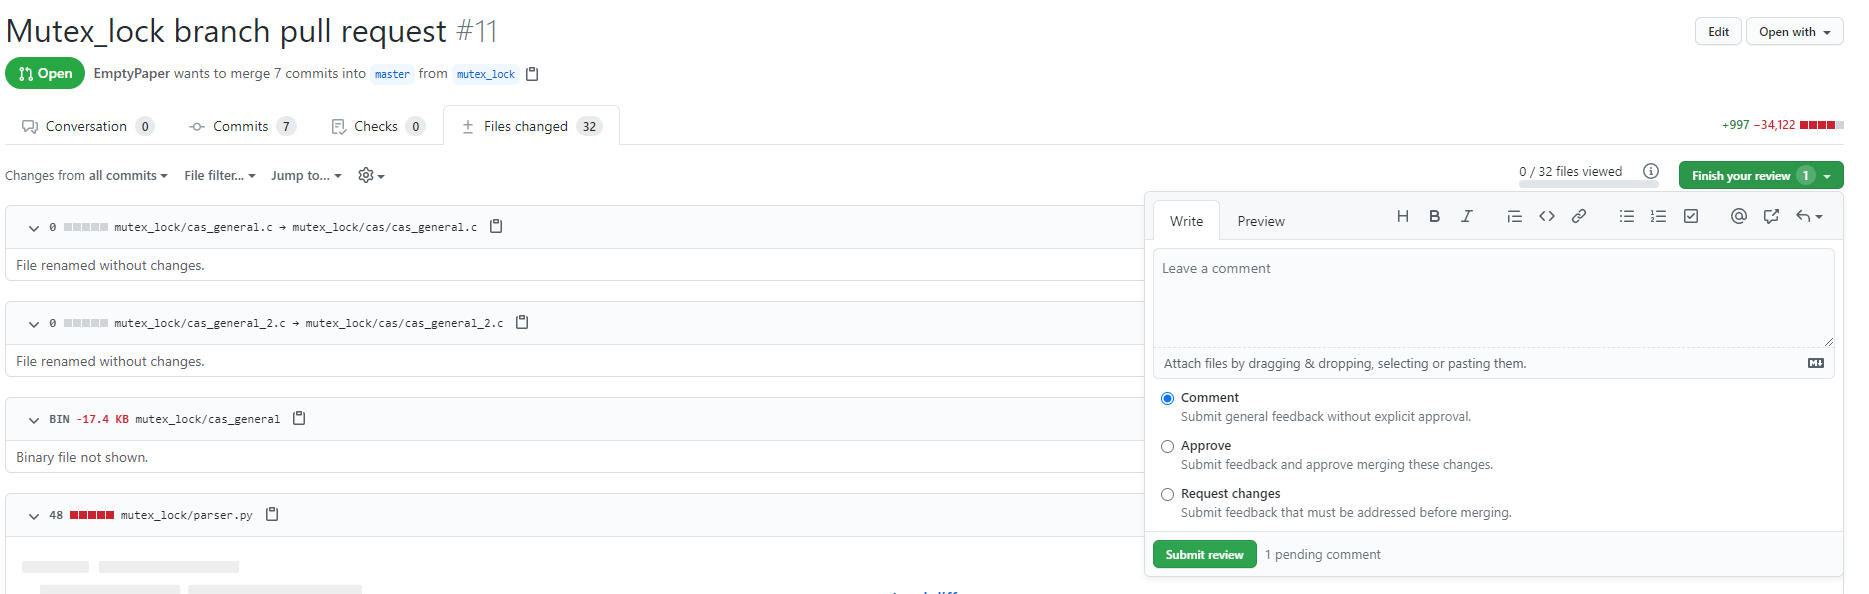 Mutex_lock branch pull request #11
Edit
Open with
Open
EmptyPaper wants to merge 7 commits into master from mutex_lock
Conversation 0
Commits 7
Checks 0
Files changed 32
+997 −34,122
Changes from all commits
File filter...
Jump to...
0 / 32 files viewed
Finish your review 1
0 mutex_lock/cas_general.c → mutex_lock/cas/cas_general.c
File renamed without changes.
0 mutex_lock/cas_general_2.c → mutex_lock/cas/cas_general_2.c
File renamed without changes.
BIN -17.4 KB mutex_lock/cas_general
Binary file not shown.
48 mutex_lock/parser.py
Write
Preview
Leave a comment
Attach files by dragging & dropping, selecting or pasting them.
Comment
Submit general feedback without explicit approval.
Approve
Submit feedback and approve merging these changes.
Request changes
Submit feedback that must be addressed before merging.
Submit review
1 pending comment